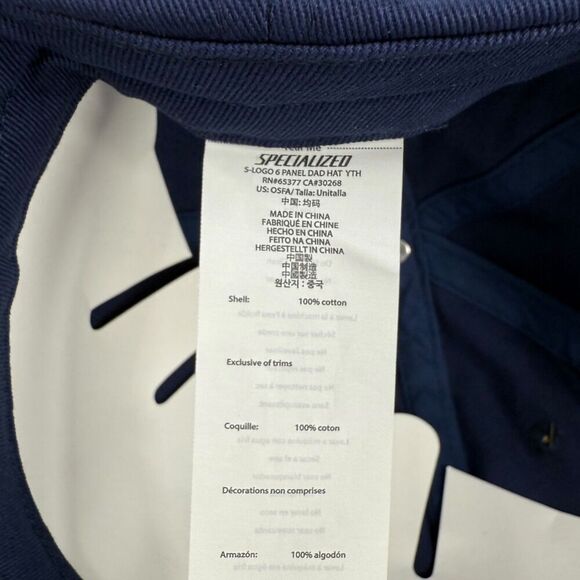 Tear Me
SPECIALIZED
S-LOGO 6 PANEL DAD HAT YTH
RN#65377 CA#30268
US: OSFA/ Talla: Unitalla
中国: 均码
MADE IN CHINA
FABRIQUÉ EN CHINE
HECHO EN CHINA
FEITO NA CHINA
HERGESTELLT IN CHINA
中国製
中国制造
中國製造
원산지 : 중국
Shell: 100% cotton
Exclusive of trims
Coquille: 100% coton
Décorations non comprises
Armazón: 100% algodón